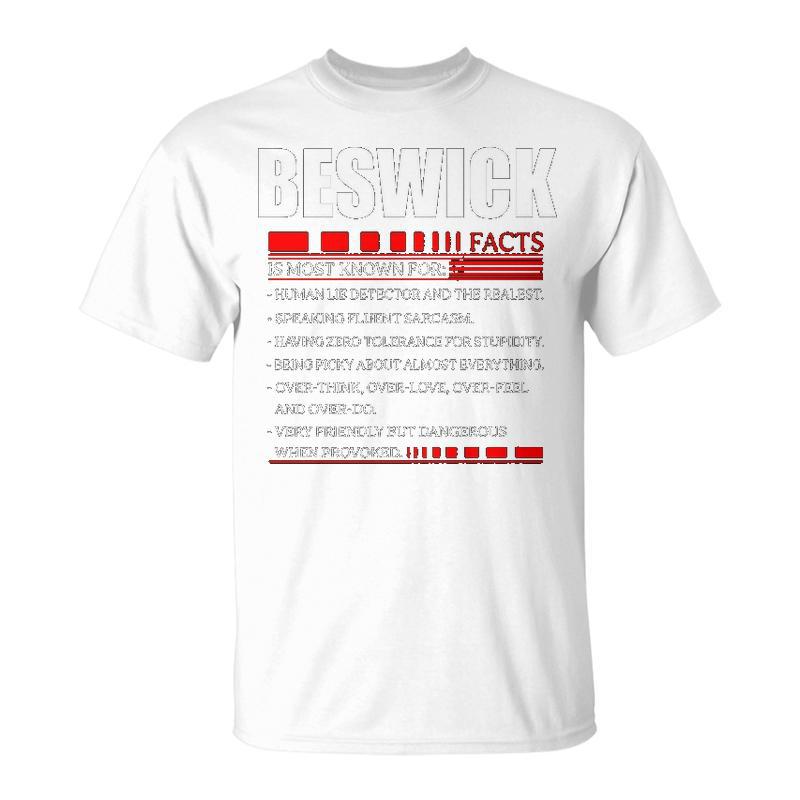 BESWICK
FACTS
IS MOST KNOWN FOR:
- HUMAN LIE DETECTOR AND THE REALEST.
- SPEAKING FLUENT SARCASM.
- HAVING ZERO TOLERANCE FOR STUPIDITY.
- BEING PICKY ABOUT ALMOST EVERYTHING.
- OVER-THINK, OVER-LOVE, OVER-FEEL
AND OVER-DO.
- VERY FRIENDLY BUT DANGEROUS
WHEN PROVOKED.